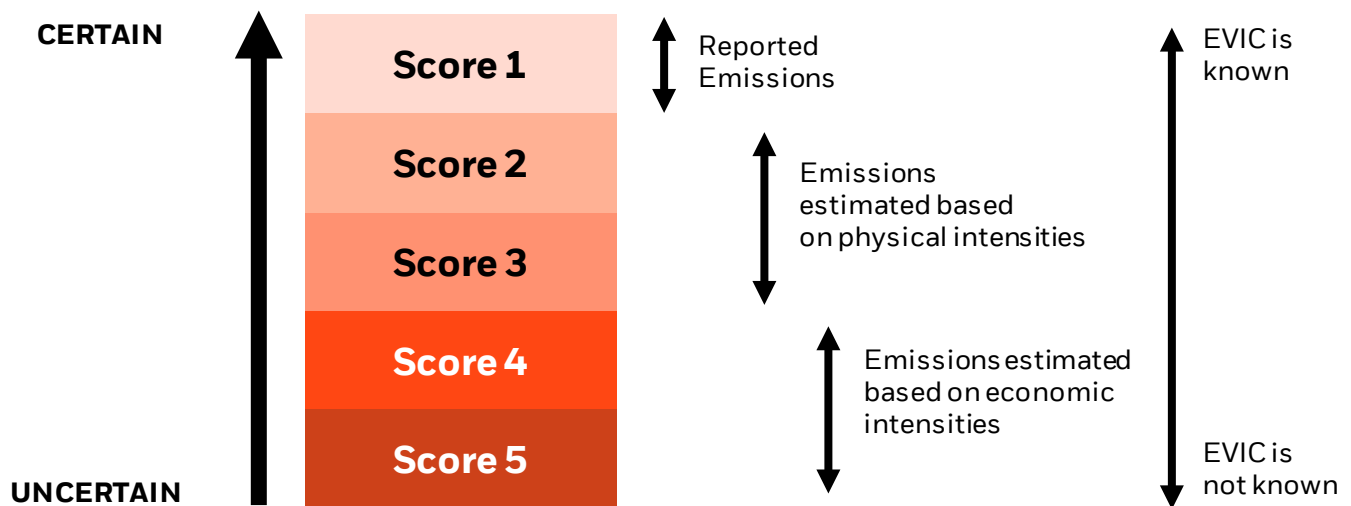 CERTAIN
UNCERTAIN
Score 1
Score 2
Score 3
Score 4
Score 5
Reported
Emissions
Emissions
estimated based
on physical intensities
Emissions estimated
based on economic
intensities
EVIC is
known
EVIC is
not known